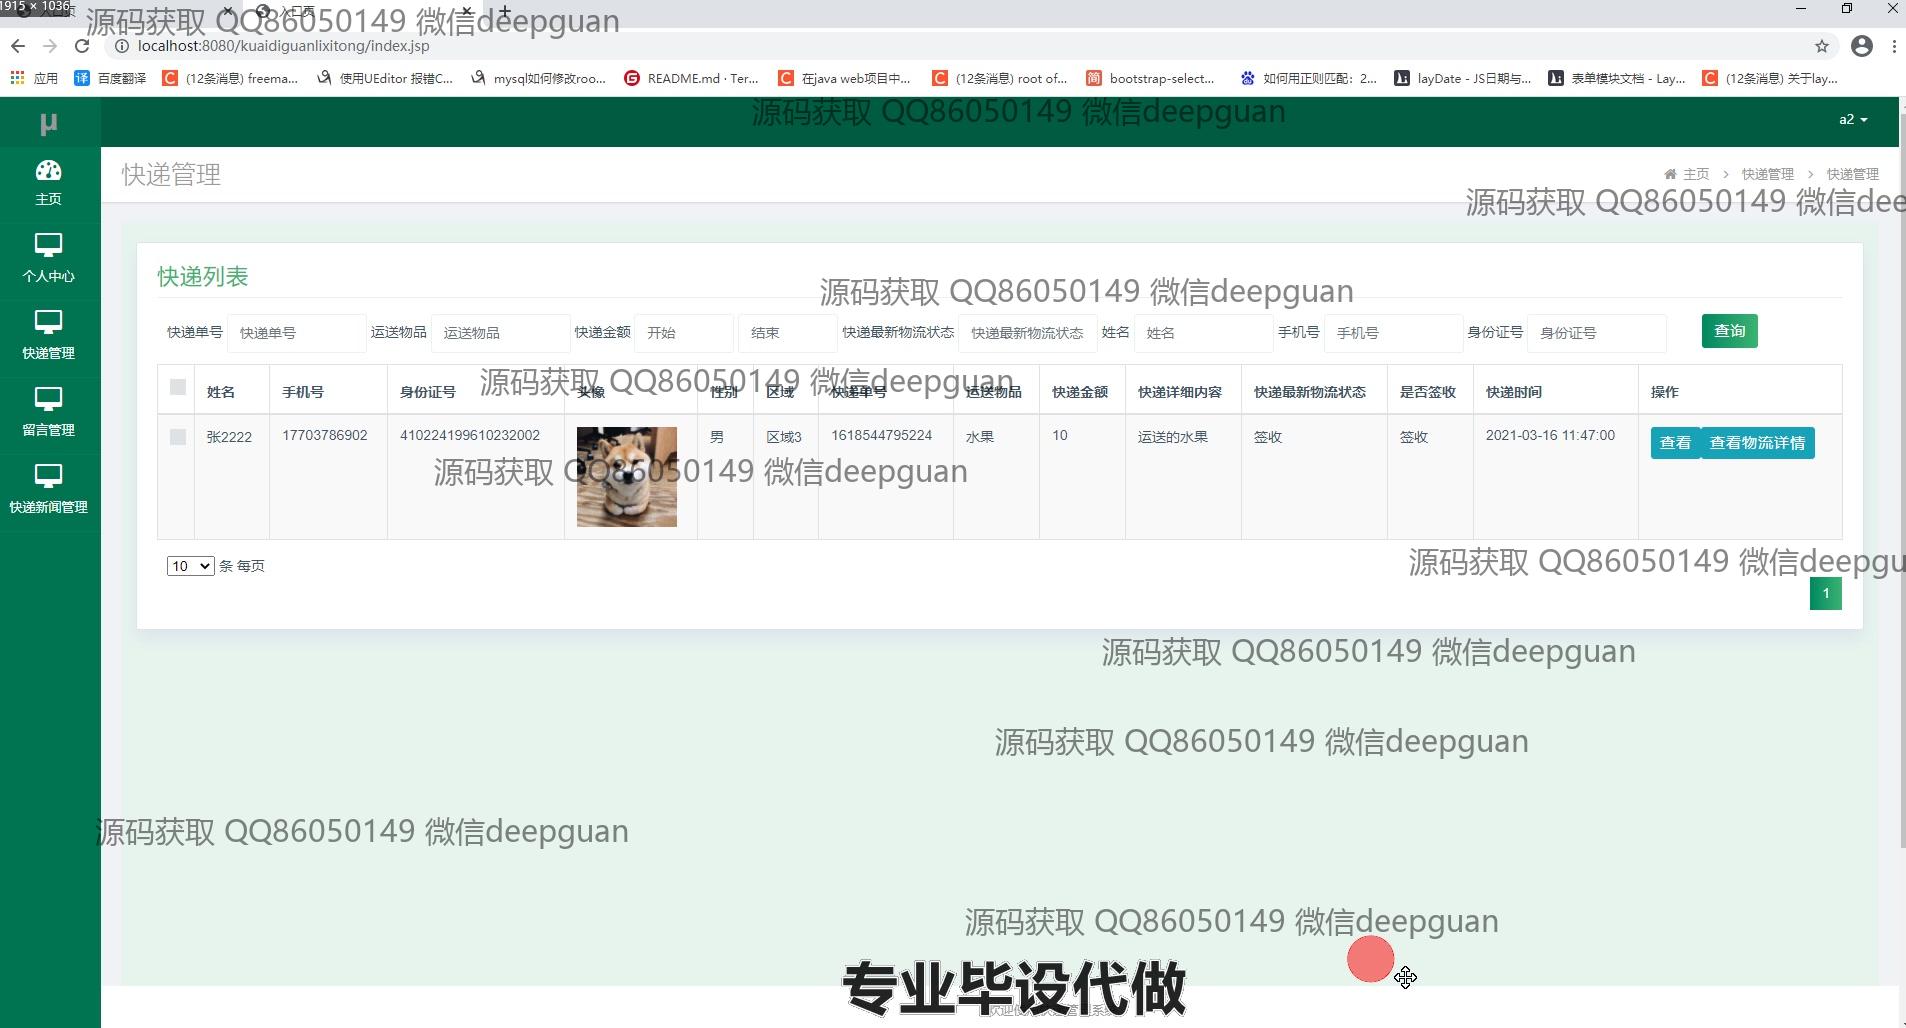 1915 × 1036
入口页
入口页
源码获取 QQ86050149 微信deepguan
localhost:8080/kuaidiguanlixitong/index.jsp
应用 百度翻译 (12条消息) freema... 使用UEditor 报错C... mysql如何修改roo... README.md · Ter... 在java web项目中... (12条消息) root of... bootstrap-select... 如何用正则匹配：2... layDate - JS日期与... 表单模块文档 - Lay... (12条消息) 关于lay...
源码获取 QQ86050149 微信deepguan
μ
a2
主页
快递管理
主页 > 快递管理 > 快递管理
源码获取 QQ86050149 微信dee
个人中心
快递列表
源码获取 QQ86050149 微信deepguan
快递管理
快递单号 快递单号 运送物品 运送物品 快递金额 开始 结束 快递最新物流状态 快递最新物流状态 姓名 姓名 手机号 手机号 身份证号 身份证号 查询
源码获取 QQ86050149 微信deepguan
姓名 手机号 身份证号 头像 性别 区域 快递单号 运送物品 快递金额 快递详细内容 快递最新物流状态 是否签收 快递时间 操作
留言管理
张2222 17703786902 410224199610232002 男 区域3 1618544795224 水果 10 运送的水果 签收 签收 2021-03-16 11:47:00 查看 查看物流详情
源码获取 QQ86050149 微信deepguan
快递新闻管理
10 条 每页
源码获取 QQ86050149 微信deepgu
1
源码获取 QQ86050149 微信deepguan
源码获取 QQ86050149 微信deepguan
源码获取 QQ86050149 微信deepguan
源码获取 QQ86050149 微信deepguan
专业毕设代做